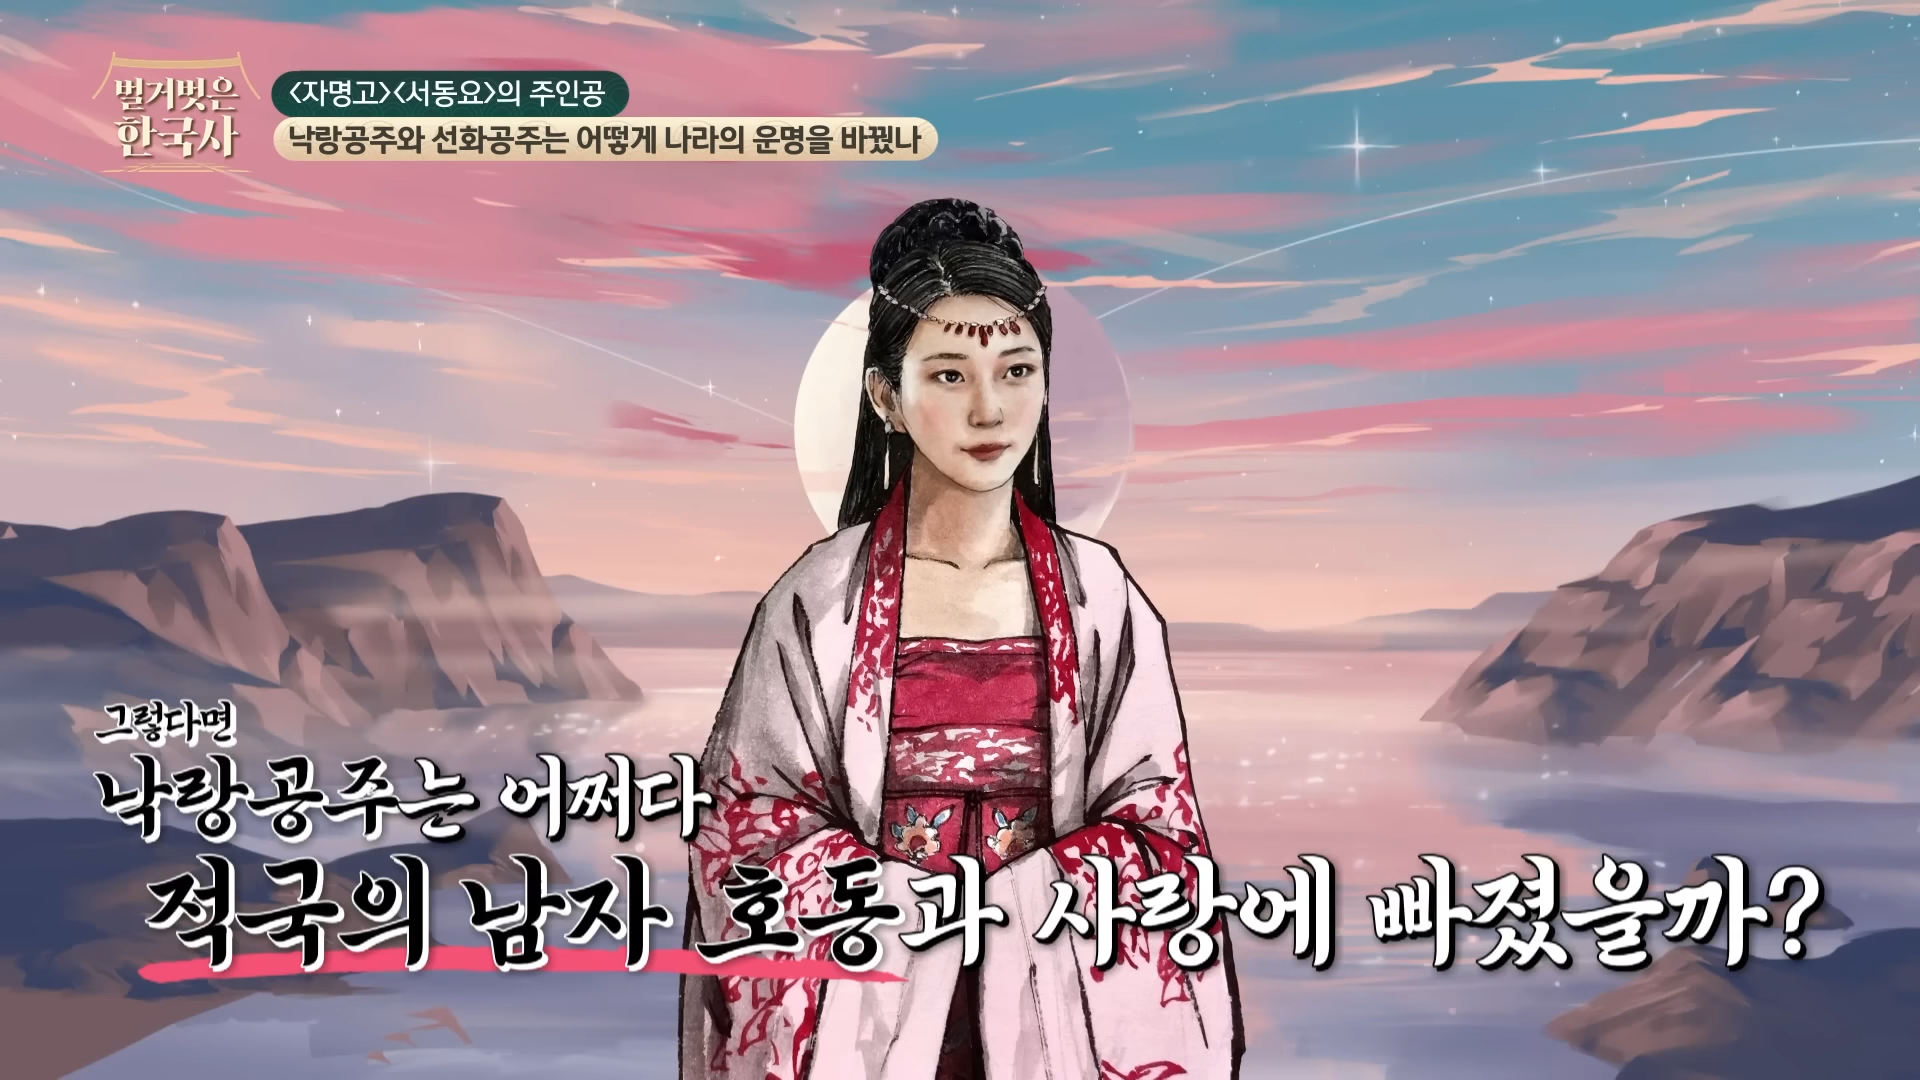 벌거벗은
한국사
<자명고><서동요>의 주인공
낙랑공주와 선화공주는 어떻게 나라의 운명을 바꿨나
그렇다면
낙랑공주는 어쩌다
적국의 남자 호동과 사랑에 빠졌을까?